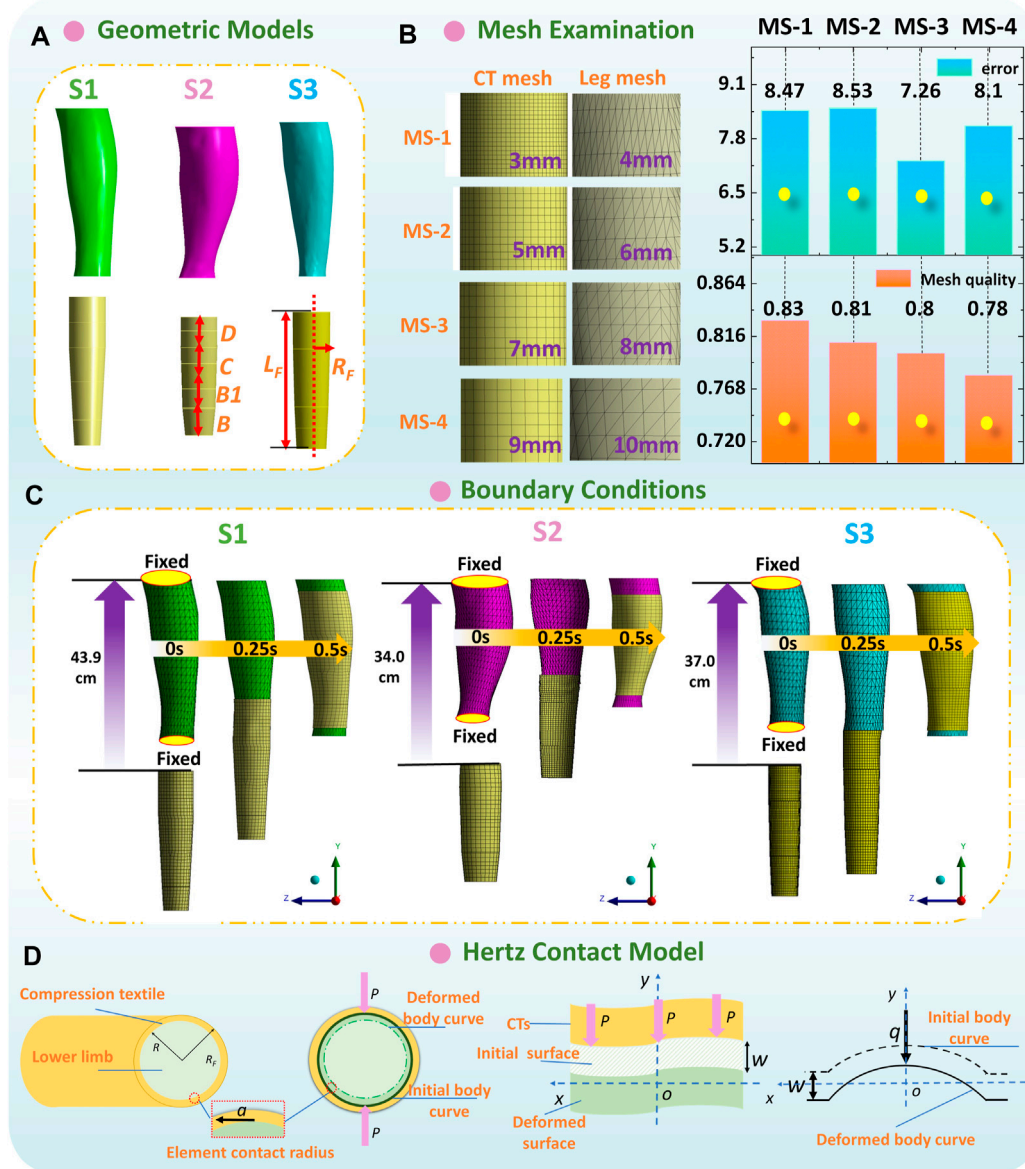 A
Geometric Models
S1
S2
S3
D
C
B1
B
L_F
R_F
B
Mesh Examination
CT mesh
Leg mesh
MS-1
3mm
4mm
MS-2
5mm
6mm
MS-3
7mm
8mm
MS-4
9mm
10mm
MS-1 MS-2 MS-3 MS-4
error
9.1
8.47 8.53 7.26 8.1
7.8
6.5
5.2
Mesh quality
0.864
0.83 0.81 0.8 0.78
0.816
0.768
0.720
C
Boundary Conditions
S1
Fixed
43.9
cm
0s
0.25s
0.5s
Fixed
Y
Z
S2
Fixed
34.0
cm
0s
0.25s
0.5s
Fixed
Y
Z
S3
Fixed
37.0
cm
0s
0.25s
0.5s
Fixed
Y
Z
D
Hertz Contact Model
Compression textile
Lower limb
R
R_F
a
Element contact radius
P
Deformed
body curve
Initial body
curve
P
y
CTs
P
P
P
Initial surface
W
x
o
Deformed
surface
y
q
Initial body
curve
W
x
o
Deformed body curve